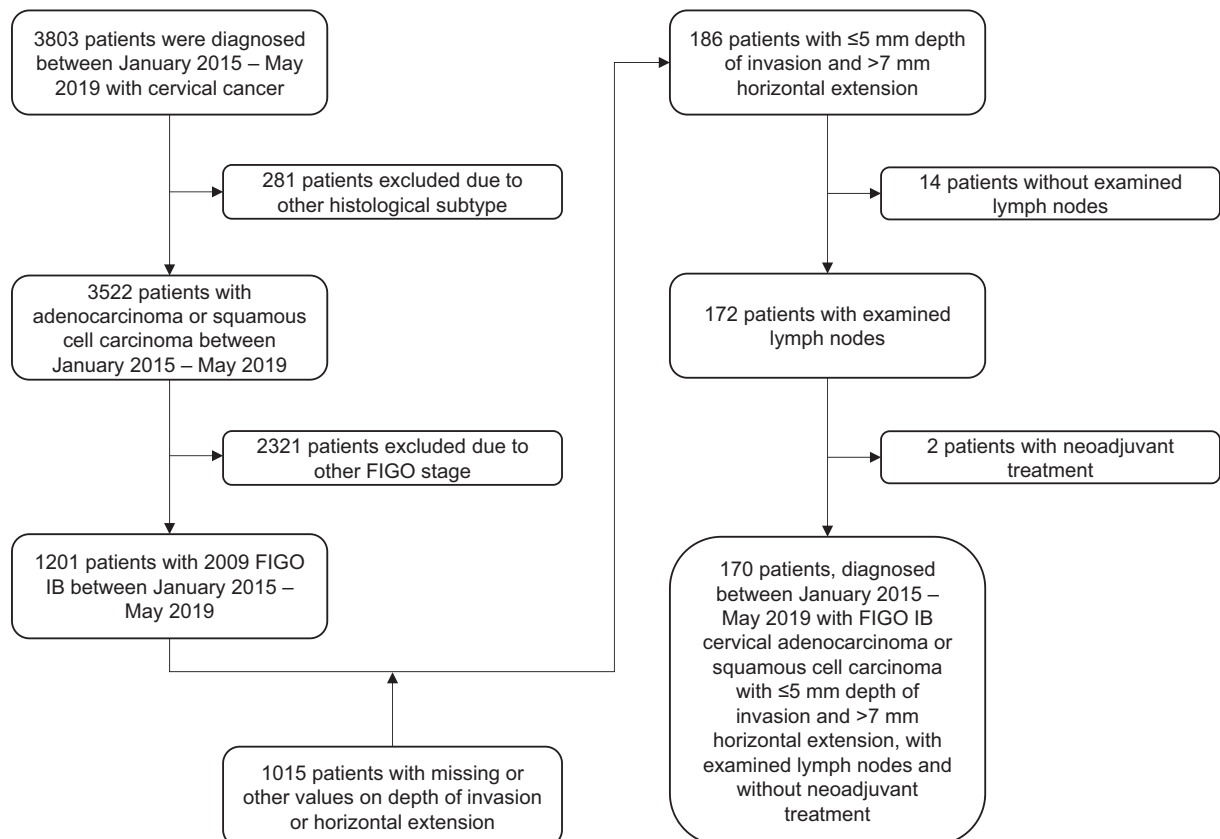 3803 patients were diagnosed
between January 2015 – May
2019 with cervical cancer
281 patients excluded due to
other histological subtype
3522 patients with
adenocarcinoma or squamous
cell carcinoma between
January 2015 – May 2019
2321 patients excluded due to
other FIGO stage
1201 patients with 2009 FIGO
IB between January 2015 –
May 2019
1015 patients with missing or
other values on depth of invasion
or horizontal extension
186 patients with ≤5 mm depth
of invasion and >7 mm
horizontal extension
14 patients without examined
lymph nodes
172 patients with examined
lymph nodes
2 patients with neoadjuvant
treatment
170 patients, diagnosed
between January 2015 –
May 2019 with FIGO IB
cervical adenocarcinoma or
squamous cell carcinoma
with ≤5 mm depth of
invasion and >7 mm
horizontal extension, with
examined lymph nodes and
without neoadjuvant
treatment